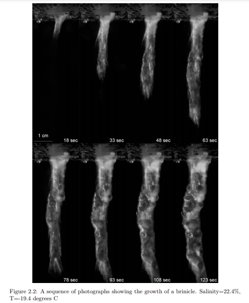 1 cm
18 sec
33 sec
48 sec
63 sec
78 sec
93 sec
108 sec
123 sec
Figure 2.2: A sequence of photographs showing the growth of a brinicle. Salinity=22.4%,
T=-19.4 degrees C